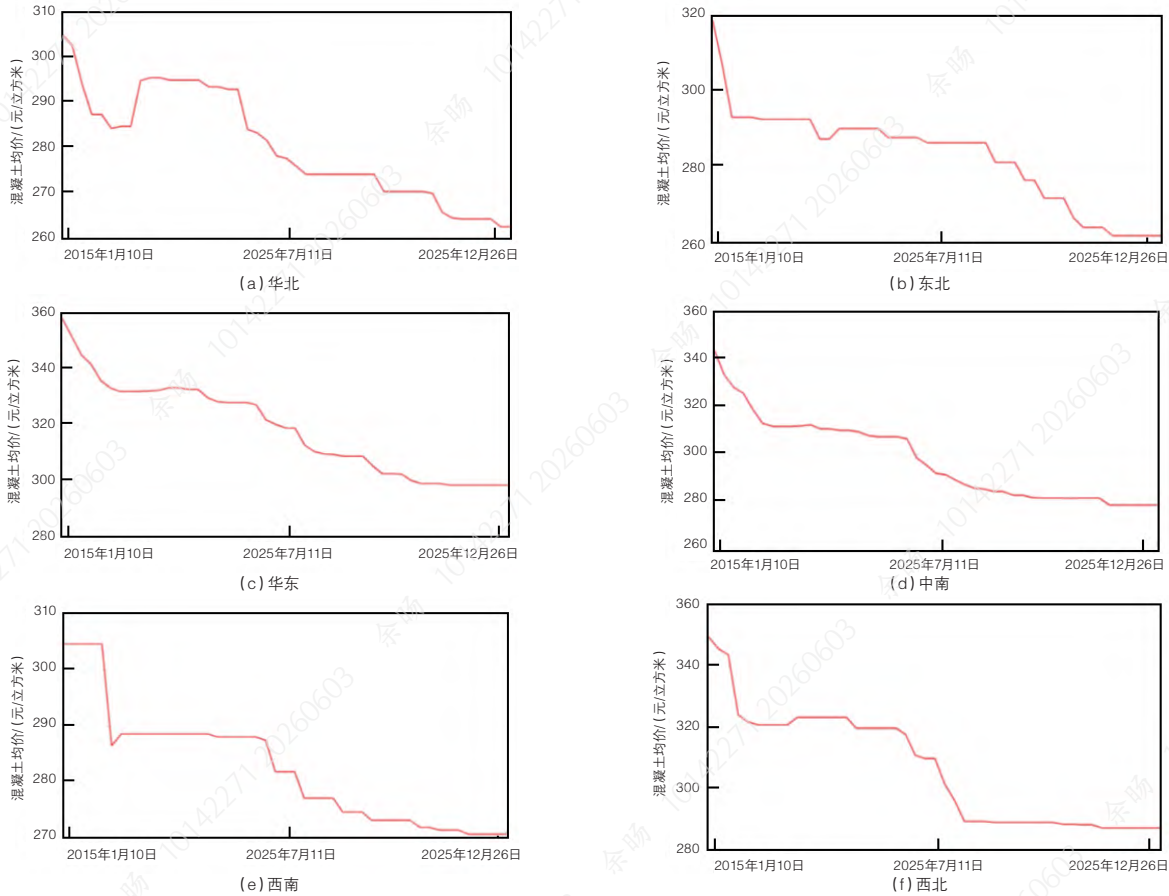 310
300
290
280
270
260
混凝土均价/(元/立方米)
2015年1月10日
2025年7月11日
2025年12月26日
(a)华北
320
300
280
260
混凝土均价/(元/立方米)
2015年1月10日
2025年7月11日
2025年12月26日
(b)东北
360
340
320
300
280
混凝土均价/(元/立方米)
2015年1月10日
2025年7月11日
2025年12月26日
(c)华东
360
340
320
300
280
260
混凝土均价/(元/立方米)
2015年1月10日
2025年7月11日
2025年12月26日
(d)中南
310
300
290
280
270
混凝土均价/(元/立方米)
2015年1月10日
2025年7月11日
2025年12月26日
(e)西南
360
340
320
300
280
混凝土均价/(元/立方米)
2015年1月10日
2025年7月11日
2025年12月26日
(f)西北
余旸 10142271 20260603